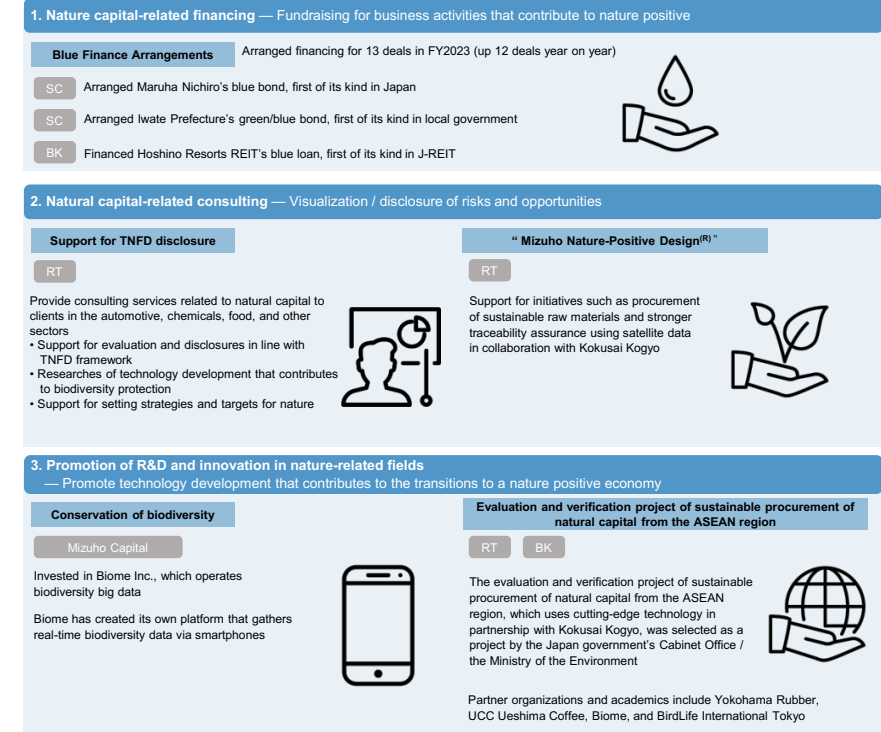 1. Nature capital-related financing — Fundraising for business activities that contribute to nature positive
Blue Finance Arrangements
Arranged financing for 13 deals in FY2023 (up 12 deals year on year)
SC
Arranged Maruha Nichiro's blue bond, first of its kind in Japan
SC
Arranged Iwate Prefecture's green/blue bond, first of its kind in local government
BK
Financed Hoshino Resorts REIT's blue loan, first of its kind in J-REIT
2. Natural capital-related consulting — Visualization / disclosure of risks and opportunities
Support for TNFD disclosure
RT
Provide consulting services related to natural capital to
clients in the automotive, chemicals, food, and other
sectors
• Support for evaluation and disclosures in line with
TNFD framework
• Researches of technology development that contributes
to biodiversity protection
• Support for setting strategies and targets for nature
“ Mizuho Nature-Positive Design(R) ”
RT
Support for initiatives such as procurement
of sustainable raw materials and stronger
traceability assurance using satellite data
in collaboration with Kokusai Kogyo
3. Promotion of R&D and innovation in nature-related fields
— Promote technology development that contributes to the transitions to a nature positive economy
Conservation of biodiversity
Mizuho Capital
Invested in Biome Inc., which operates
biodiversity big data
Biome has created its own platform that gathers
real-time biodiversity data via smartphones
Evaluation and verification project of sustainable procurement of
natural capital from the ASEAN region
RT BK
The evaluation and verification project of sustainable
procurement of natural capital from the ASEAN
region, which uses cutting-edge technology in
partnership with Kokusai Kogyo, was selected as a
project by the Japan government's Cabinet Office /
the Ministry of the Environment
Partner organizations and academics include Yokohama Rubber,
UCC Ueshima Coffee, Biome, and BirdLife International Tokyo